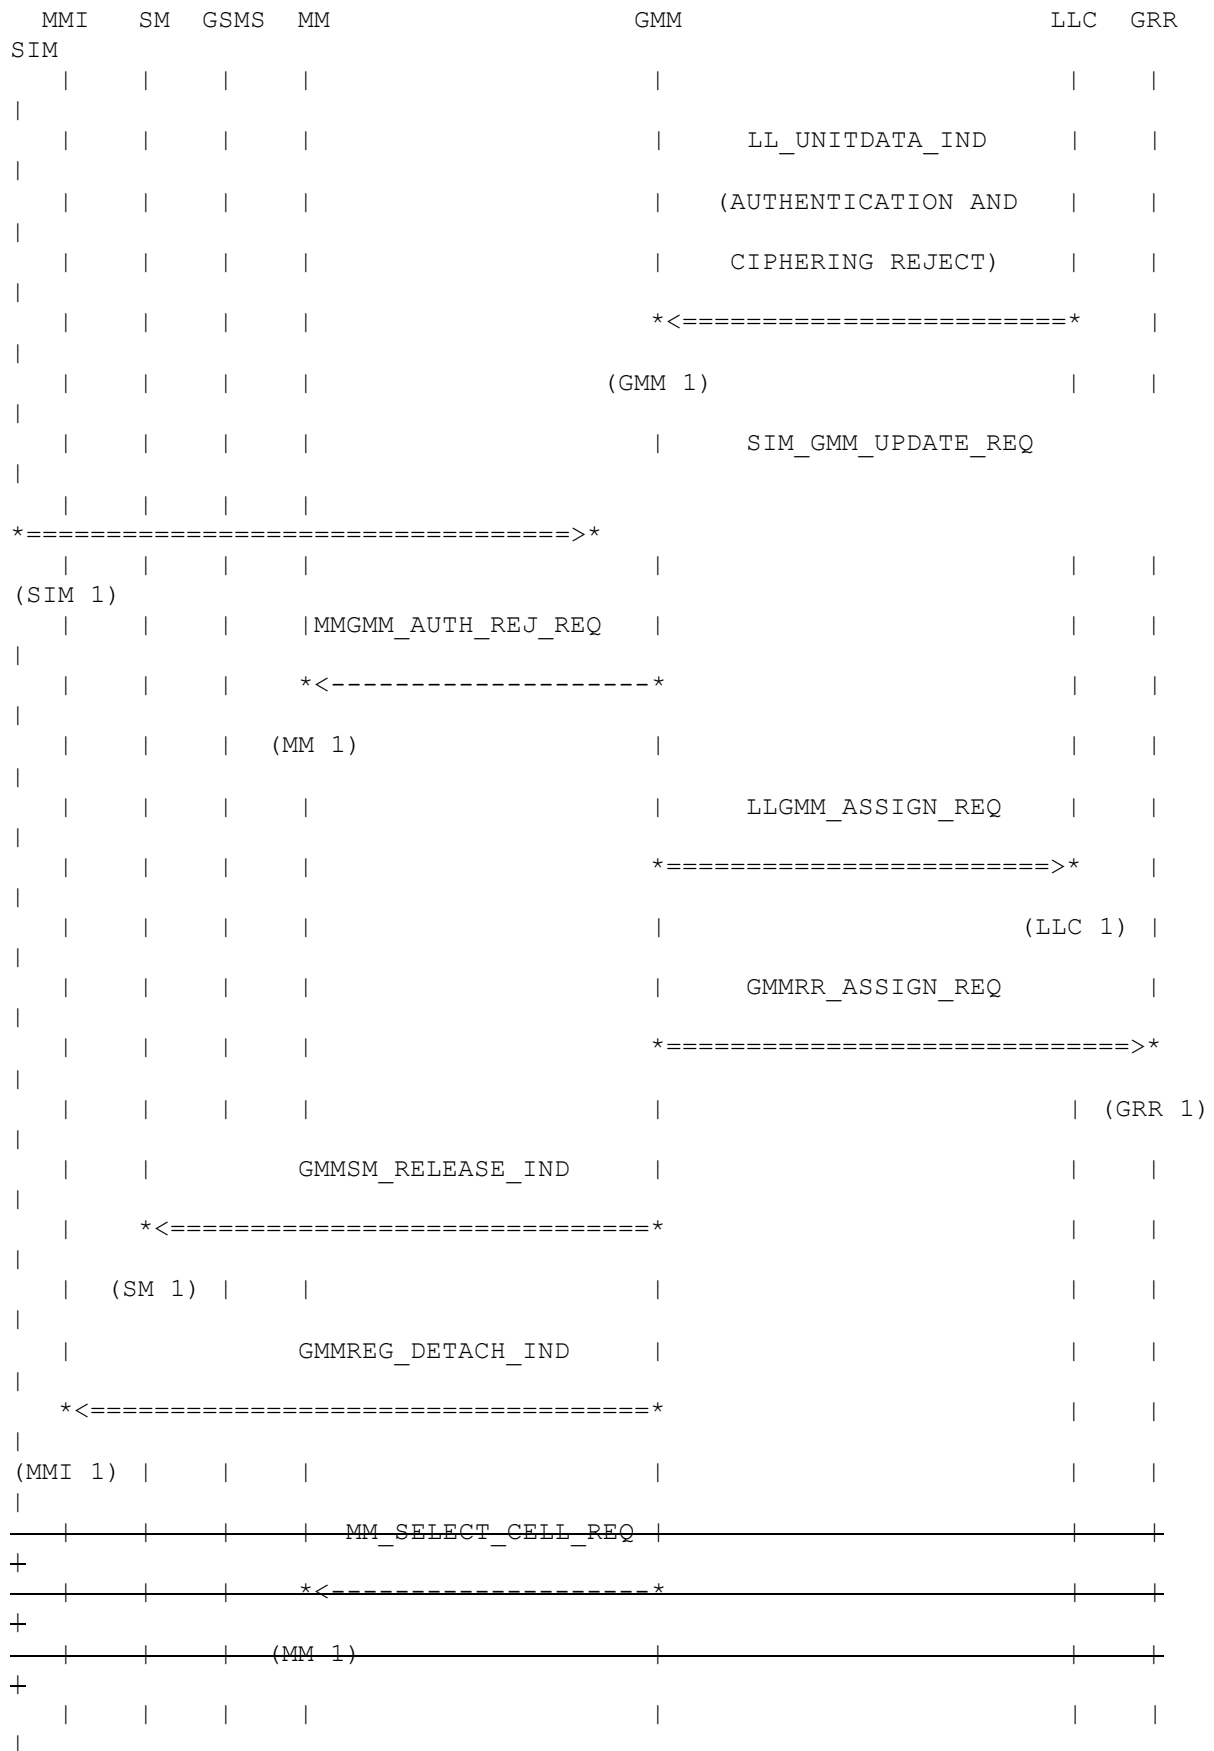 MMI SM GSMS MM GMM LLC GRR
SIM
| | | | | | |
|
| | | | | LL_UNITDATA_IND | |
|
| | | | | (AUTHENTICATION AND | |
|
| | | | | CIPHERING REJECT) | |
|
| | | | *<========================* |
|
| | | | (GMM 1) | |
|
| | | | | SIM_GMM_UPDATE_REQ
|
| | | |
*==================================>*
| | | | | | |
(SIM 1)
| | | |MMGMM_AUTH_REJ_REQ | | |
|
| | | *<--------------------* | |
|
| | | (MM 1) | | |
|
| | | | | LLGMM_ASSIGN_REQ | |
|
| | | | *========================>* |
|
| | | | | (LLC 1) |
|
| | | | | GMMRR_ASSIGN_REQ |
|
| | | | *=============================>*
|
| | | | | | (GRR 1)
|
| | GMMSM_RELEASE_IND | | |
|
| *<==============================* | |
|
| (SM 1) | | | | |
|
| GMMREG_DETACH_IND | | |
|
*<===================================* | |
|
(MMI 1) | | | | | |
|
| | | | MM_SELECT_CELL_REQ | | |
|
| | | *<--------------------* | |
|
| | | (MM 1) | | |
|
| | | | | | |
|